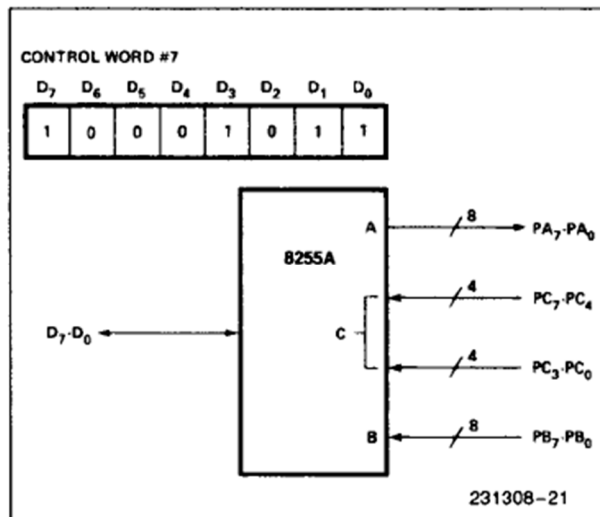 CONTROL WORD #7
D7 D6 D5 D4 D3 D2 D1 D0
1 0 0 0 1 0 1 1
A 8 PA7-PA0
8255A
4 PC7-PC4
D7-D0 C
4 PC3-PC0
B 8 PB7-PB0
231308-21